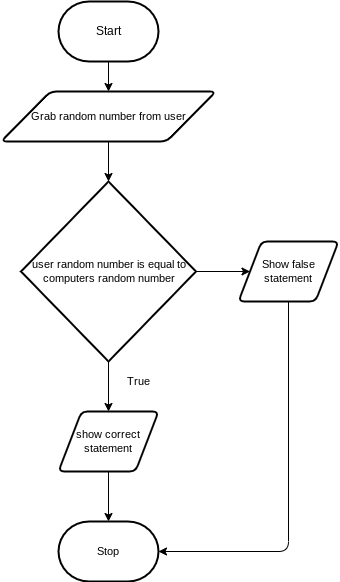 Start
Grab random number from user
user random number is equal to
computers random number
Show false
statement
True
show correct
statement
Stop